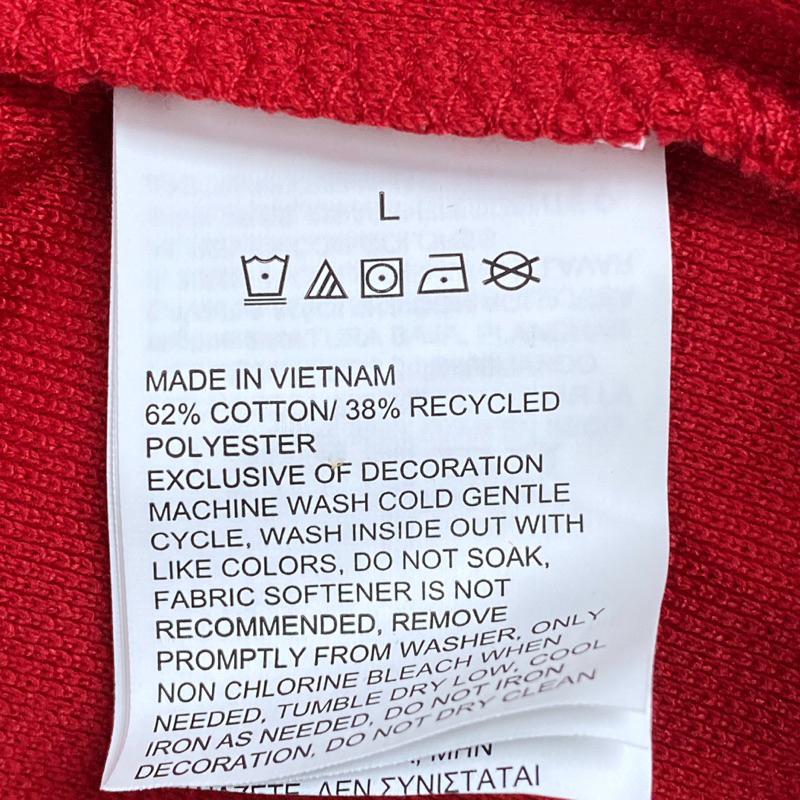 L
MADE IN VIETNAM
62% COTTON/ 38% RECYCLED
POLYESTER
EXCLUSIVE OF DECORATION
MACHINE WASH COLD GENTLE
CYCLE, WASH INSIDE OUT WITH
LIKE COLORS, DO NOT SOAK,
FABRIC SOFTENER IS NOT
RECOMMENDED, REMOVE
PROMPTLY FROM WASHER, ONLY
NON CHLORINE BLEACH WHEN
NEEDED, TUMBLE DRY LOW, COOL
IRON AS NEEDED, DO NOT IRON
DECORATION, DO NOT DRY CLEAN
ΜΗΝ
ΔΕΝ ΣΥΝΙΣΤΑΤΑΙ